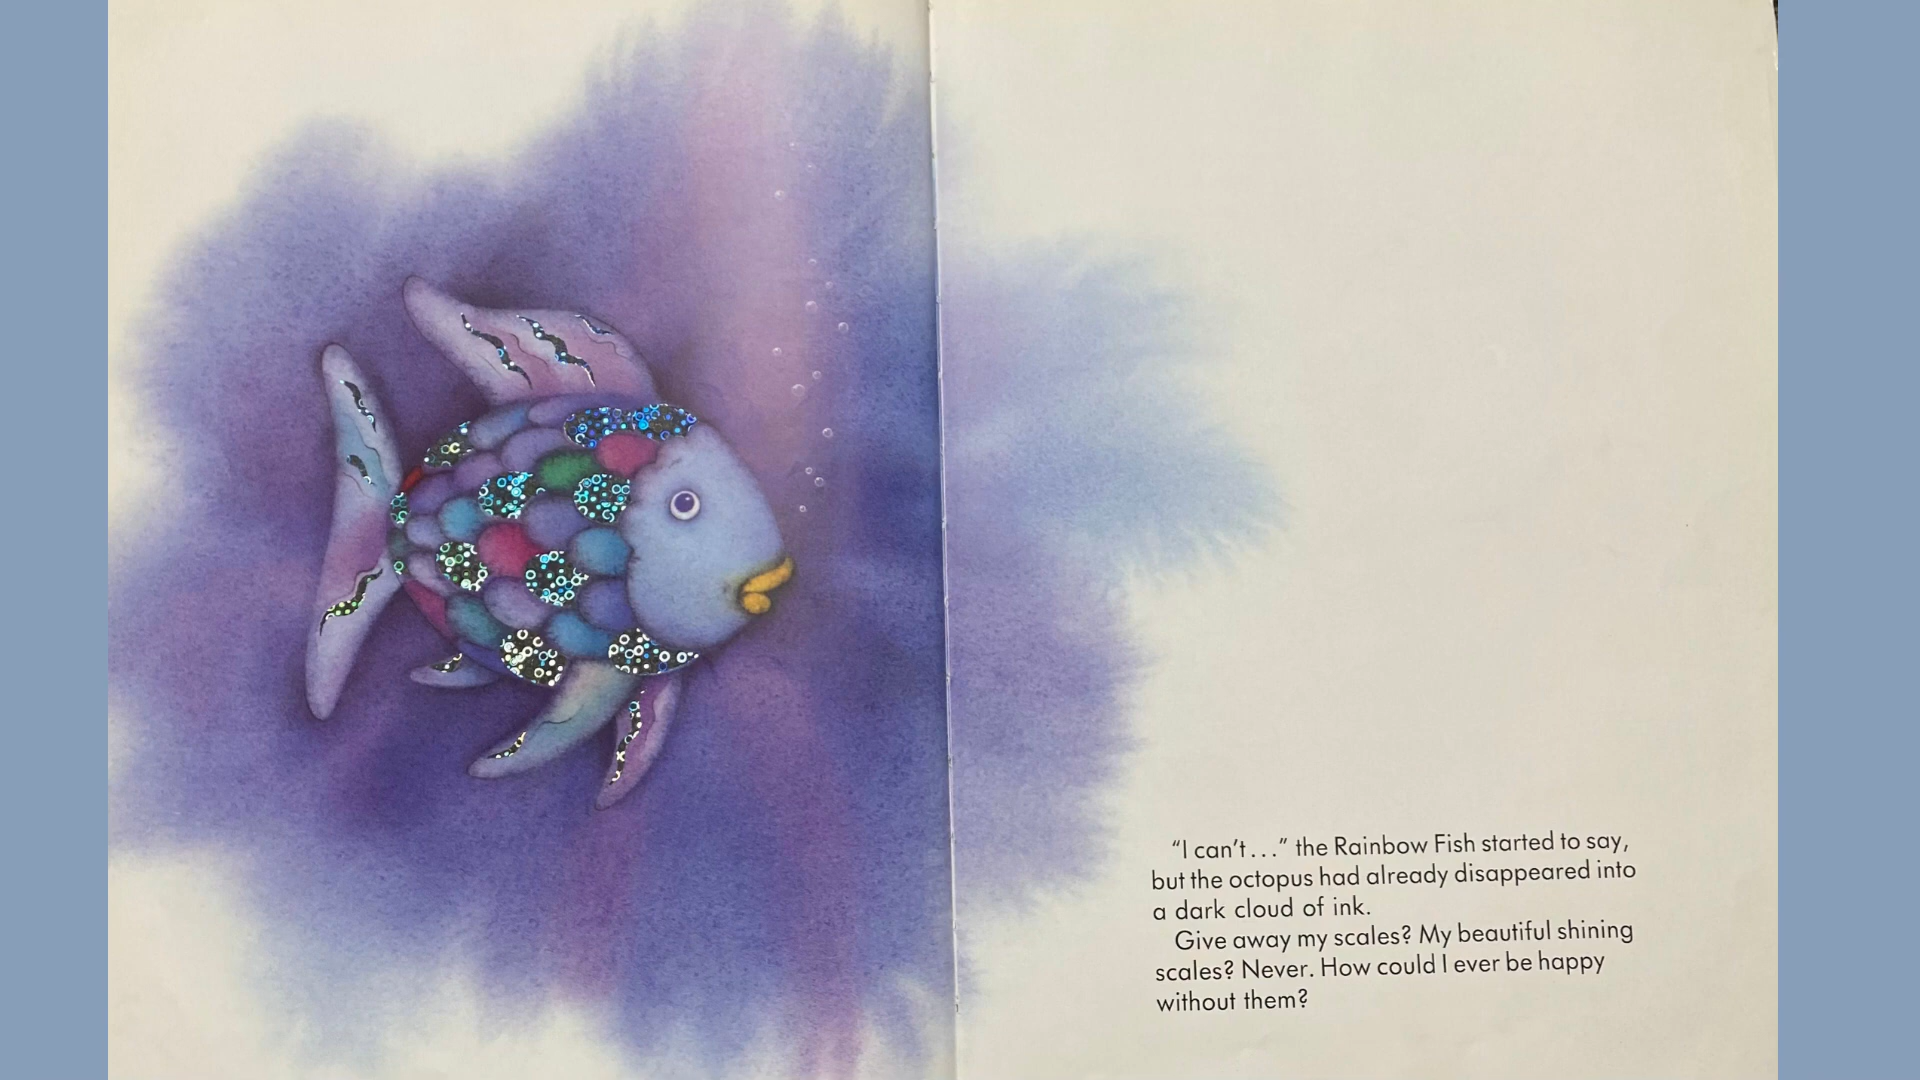 “I can’t...” the Rainbow Fish started to say,
but the octopus had already disappeared into
a dark cloud of ink.
Give away my scales? My beautiful shining
scales? Never. How could I ever be happy
without them?